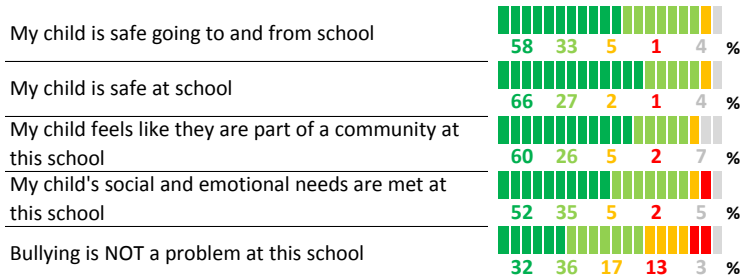 My child is safe going to and from school
58 33 5 1 4 %
My child is safe at school
66 27 2 1 4 %
My child feels like they are part of a community at
this school
60 26 5 2 7 %
My child's social and emotional needs are met at
this school
52 35 5 2 5 %
Bullying is NOT a problem at this school
32 36 17 13 3 %